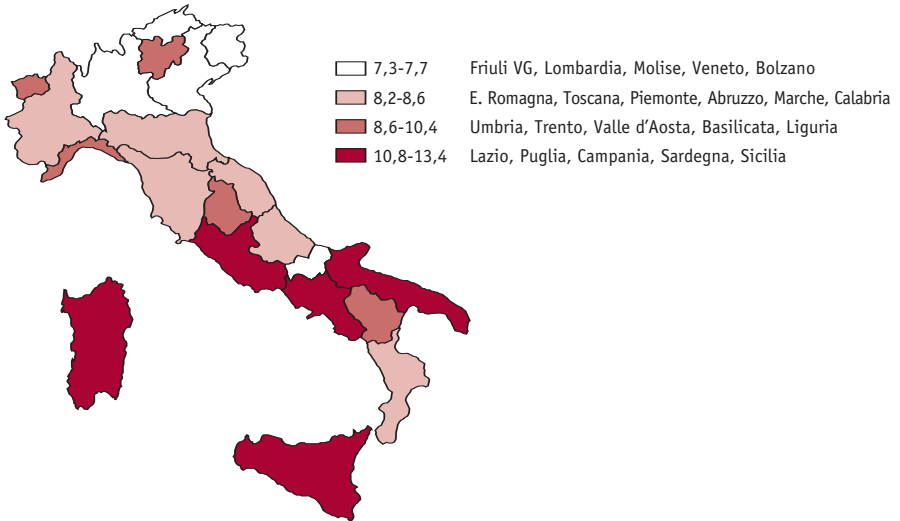 7,3-7,7 Friuli VG, Lombardia, Molise, Veneto, Bolzano
8,2-8,6 E. Romagna, Toscana, Piemonte, Abruzzo, Marche, Calabria
8,6-10,4 Umbria, Trento, Valle d'Aosta, Basilicata, Liguria
10,8-13,4 Lazio, Puglia, Campania, Sardegna, Sicilia